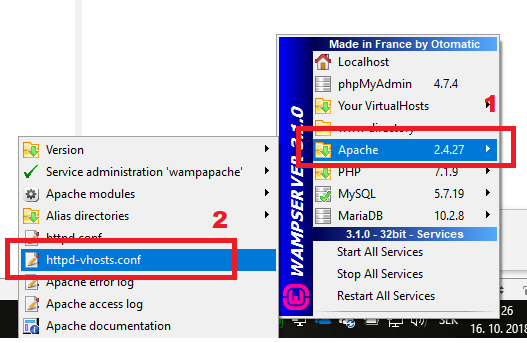 Made in France by Otomatic
Localhost
phpMyAdmin 4.7.4
Your VirtualHosts
1
www directory
Apache 2.4.27
PHP 7.1.9
MySQL 5.7.19
MariaDB 10.2.8
3.1.0 - 32bit - Services
Start All Services
Stop All Services
Restart All Services
WAMPSERVER 3.1.0
Version
Service administration 'wampapache'
Apache modules
Alias directories
2
httpd.conf
httpd-vhosts.conf
Apache error log
Apache access log
Apache documentation
SLK
26
16. 10. 2018